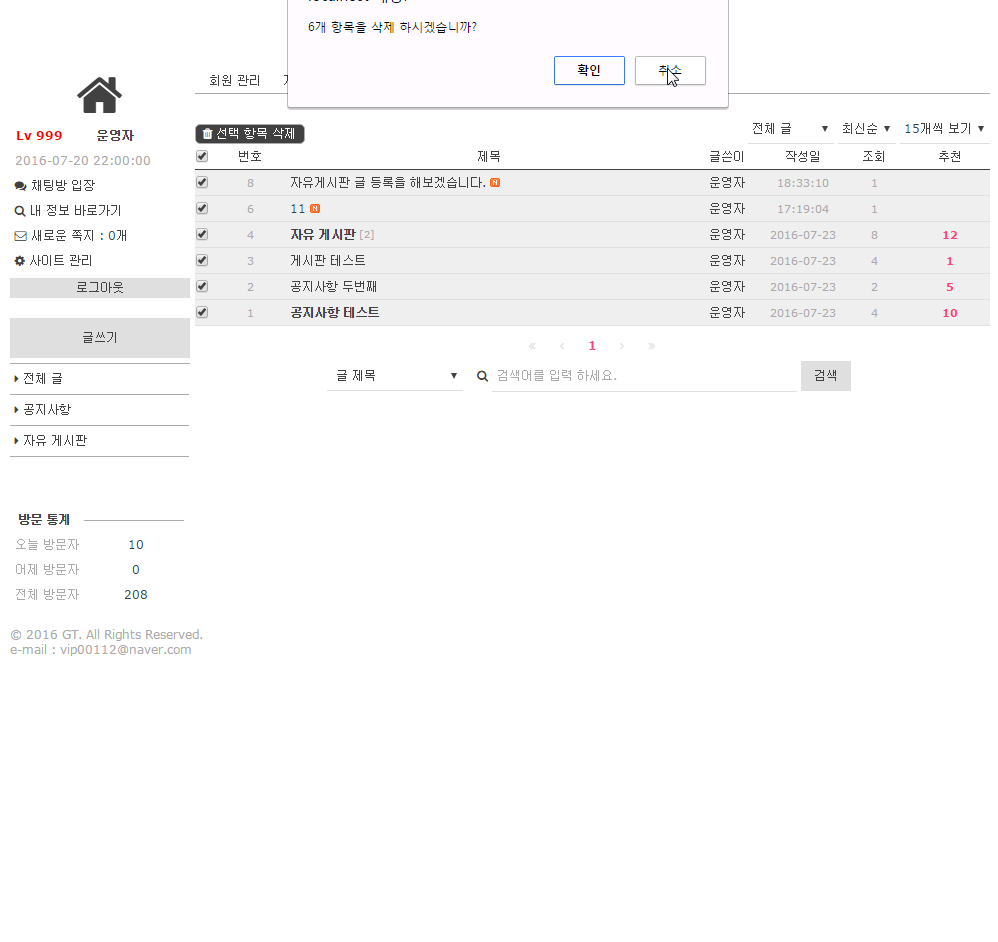 6개 항목을 삭제 하시겠습니까?
확인 취소
회원 관리
Lv 999 운영자
2016-07-20 22:00:00
채팅방 입장
내 정보 바로가기
새로운 쪽지 : 0개
사이트 관리
로그아웃
글쓰기
전체 글
공지사항
자유 게시판
방문 통계
오늘 방문자 10
어제 방문자 0
전체 방문자 208
© 2016 GT. All Rights Reserved.
e-mail : vip00112@naver.com
선택 항목 삭제 전체 글 ▼ 최신순 ▼ 15개씩 보기 ▼
번호 제목 글쓴이 작성일 조회 추천
8 자유게시판 글 등록을 해보겠습니다. N 운영자 18:33:10 1
6 11 N 운영자 17:19:04 1
4 자유 게시판 [2] 운영자 2016-07-23 8 12
3 게시판 테스트 운영자 2016-07-23 4 1
2 공지사항 두번째 운영자 2016-07-23 2 5
1 공지사항 테스트 운영자 2016-07-23 4 10
« ‹ 1 › »
글 제목 ▼ 검색어를 입력 하세요. 검색